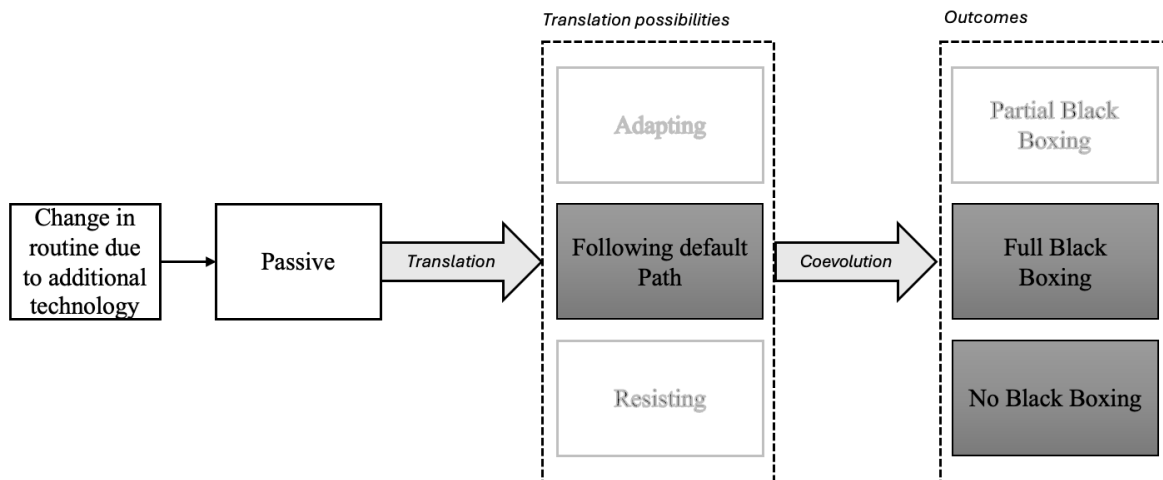 Translation possibilities
Outcomes
Adapting
Partial Black
Boxing
Change in
routine due
to additional
technology
Passive
Translation
Following default
Path
Coevolution
Full Black
Boxing
Resisting
No Black Boxing